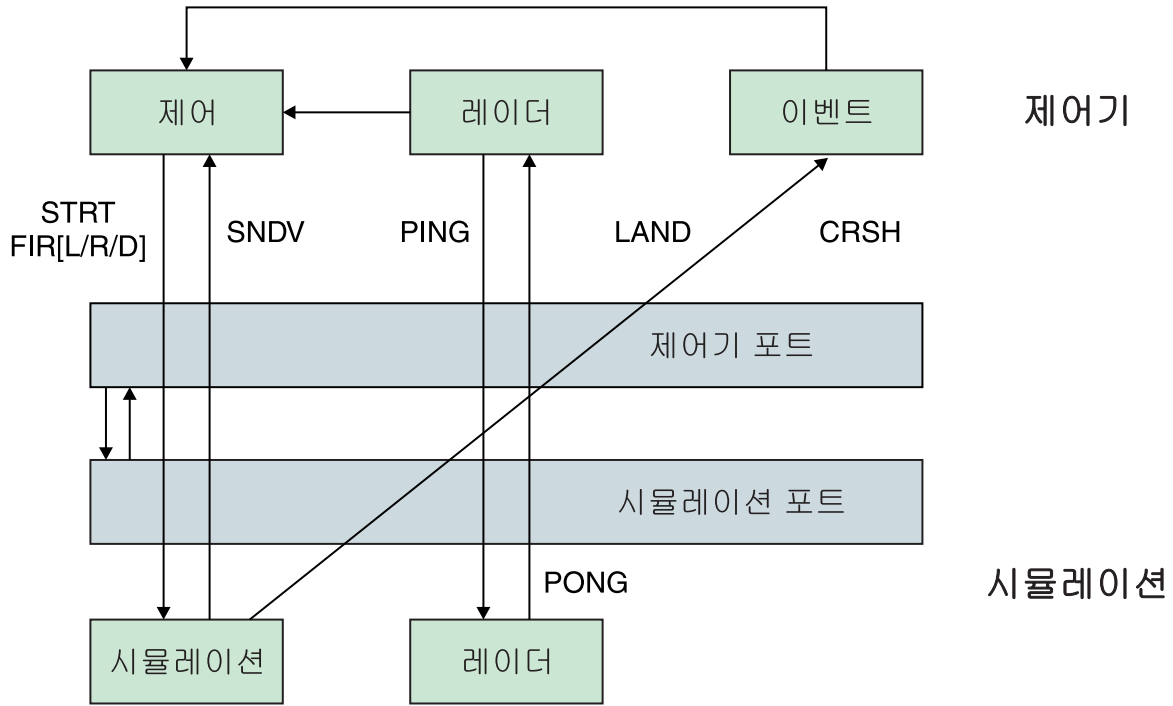 제어
레이더
이벤트
제어기
STRT
FIR[L/R/D]
SNDV
PING
LAND
CRSH
제어기 포트
시뮬레이션 포트
PONG
시뮬레이션
시뮬레이션
레이더